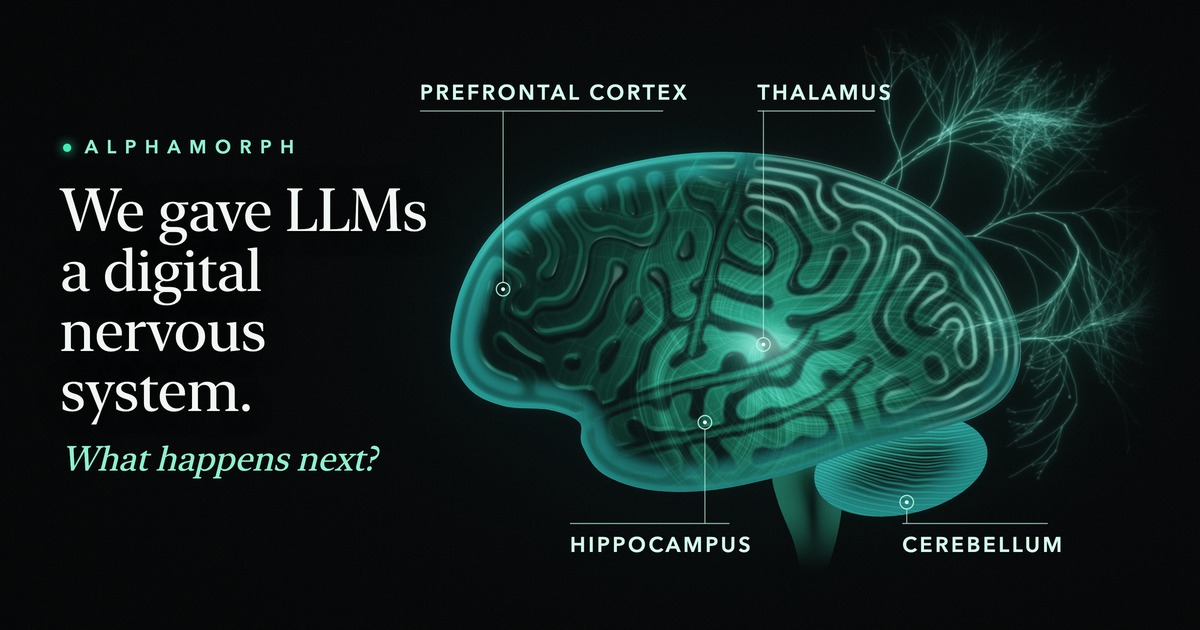 ALPHAMORPH
We gave LLMs
a digital
nervous
system.
What happens next?
PREFRONTAL CORTEX
THALAMUS
HIPPOCAMPUS
CEREBELLUM